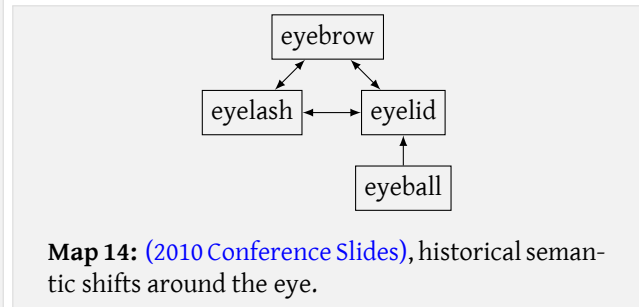 eyebrow
eyelash eyelid
eyeball
Map 14: (2010 Conference Slides), historical seman-
tic shifts around the eye.